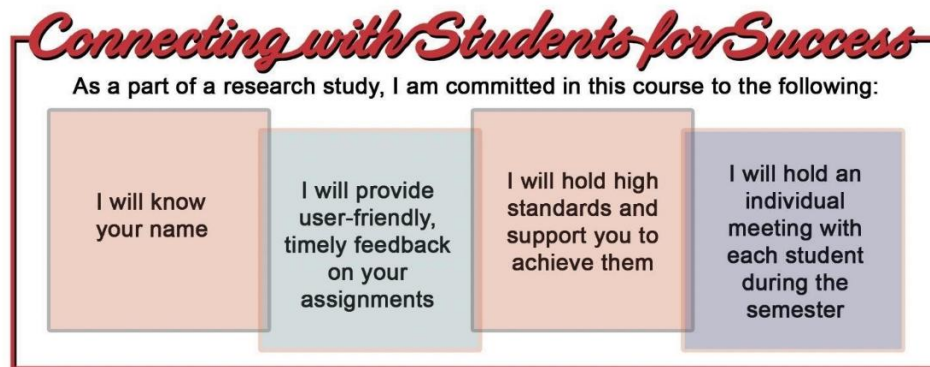 Connecting with Students for Success
As a part of a research study, I am committed in this course to the following:
I will know
your name
I will provide
user-friendly,
timely feedback
on your
assignments
I will hold high
standards and
support you to
achieve them
I will hold an
individual
meeting with
each student
during the
semester